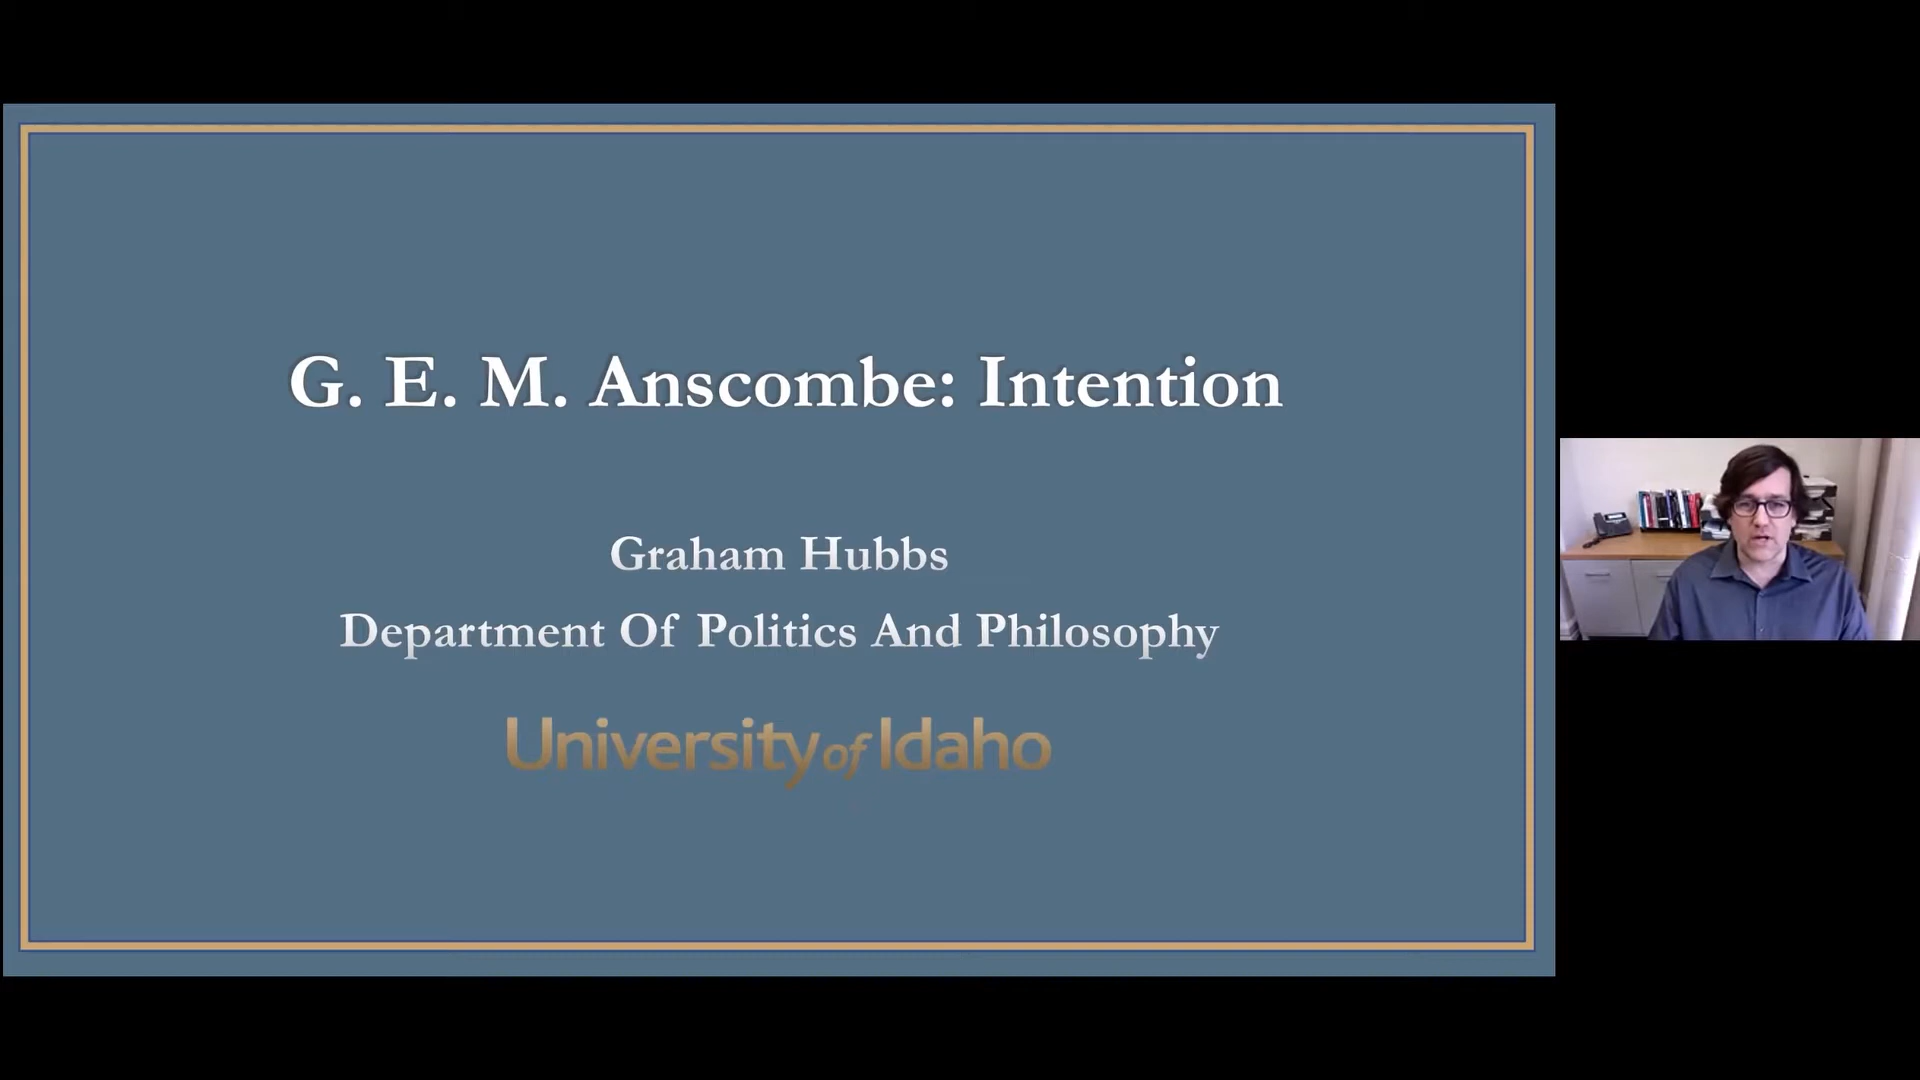 G. E. M. Anscombe: Intention
Graham Hubbs
Department Of Politics And Philosophy
University of Idaho